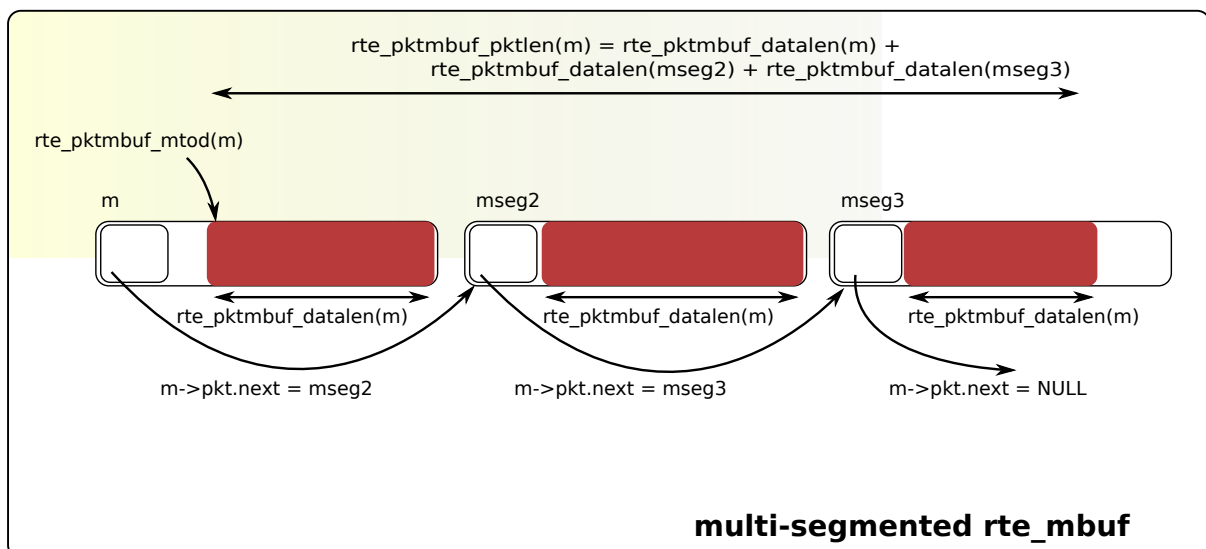 rte_pktmbuf_pktlen(m) = rte_pktmbuf_datalen(m) +
rte_pktmbuf_datalen(mseg2) + rte_pktmbuf_datalen(mseg3)
rte_pktmbuf_mtod(m)
m
mseg2
mseg3
rte_pktmbuf_datalen(m)
rte_pktmbuf_datalen(m)
rte_pktmbuf_datalen(m)
m->pkt.next = mseg2
m->pkt.next = mseg3
m->pkt.next = NULL
multi-segmented rte_mbuf